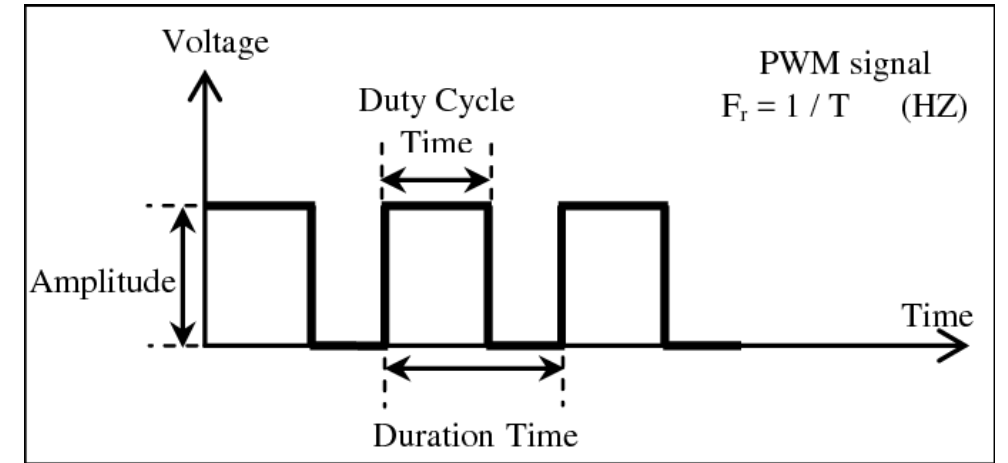 Voltage
PWM signal
Fr = 1 / T (HZ)
Duty Cycle
Time
Amplitude
Time
Duration Time